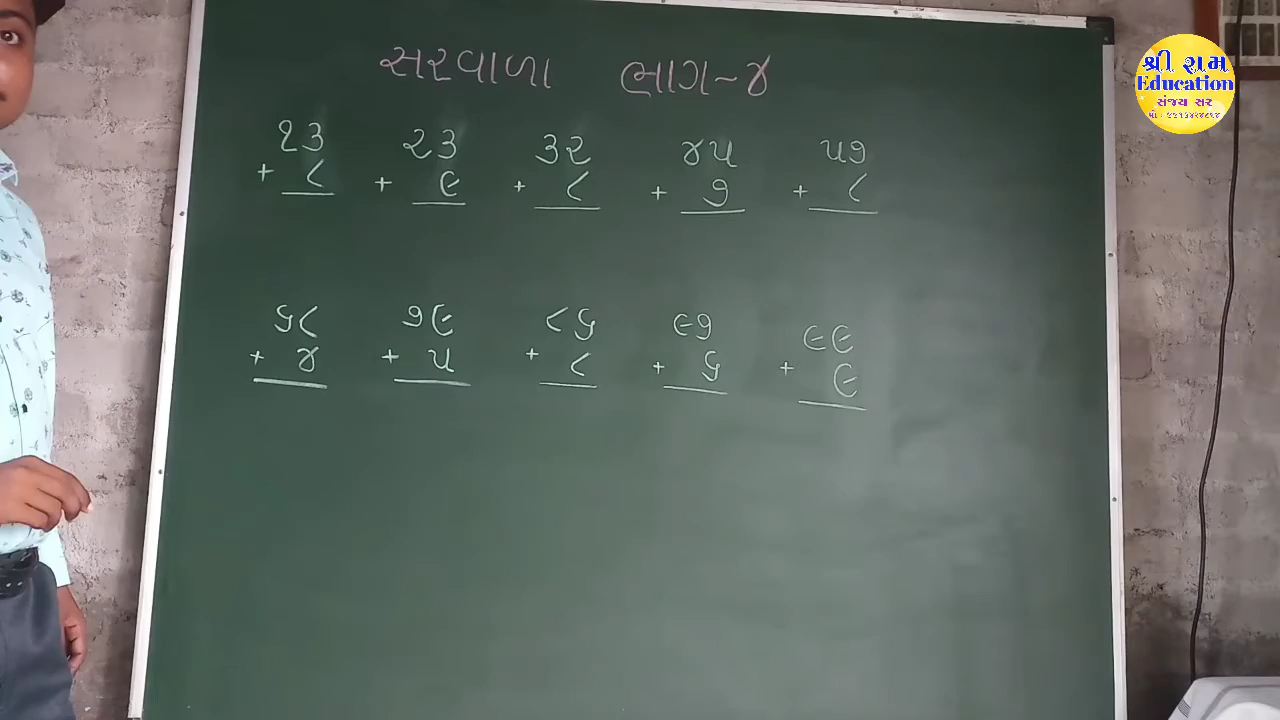 સરવાળા ભાગ-૪
૧૩ ૨૩ ૩૨ ૪૫ ૫૭
+ ૮ + ૯ + ૮ + ૭ + ૮
૬૮ ૭૯ ૮૬ ૯૭ ૯૯
+ ૪ + ૫ + ૮ + ૬ + ૯
શ્રી રામ
Education
સંજય સર